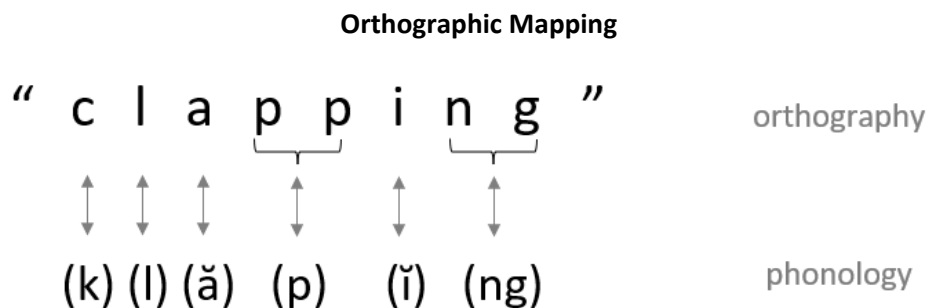 Orthographic Mapping
“ c l a p p i n g ” orthography
(k) (l) (ă) (p) (ĭ) (ng) phonology